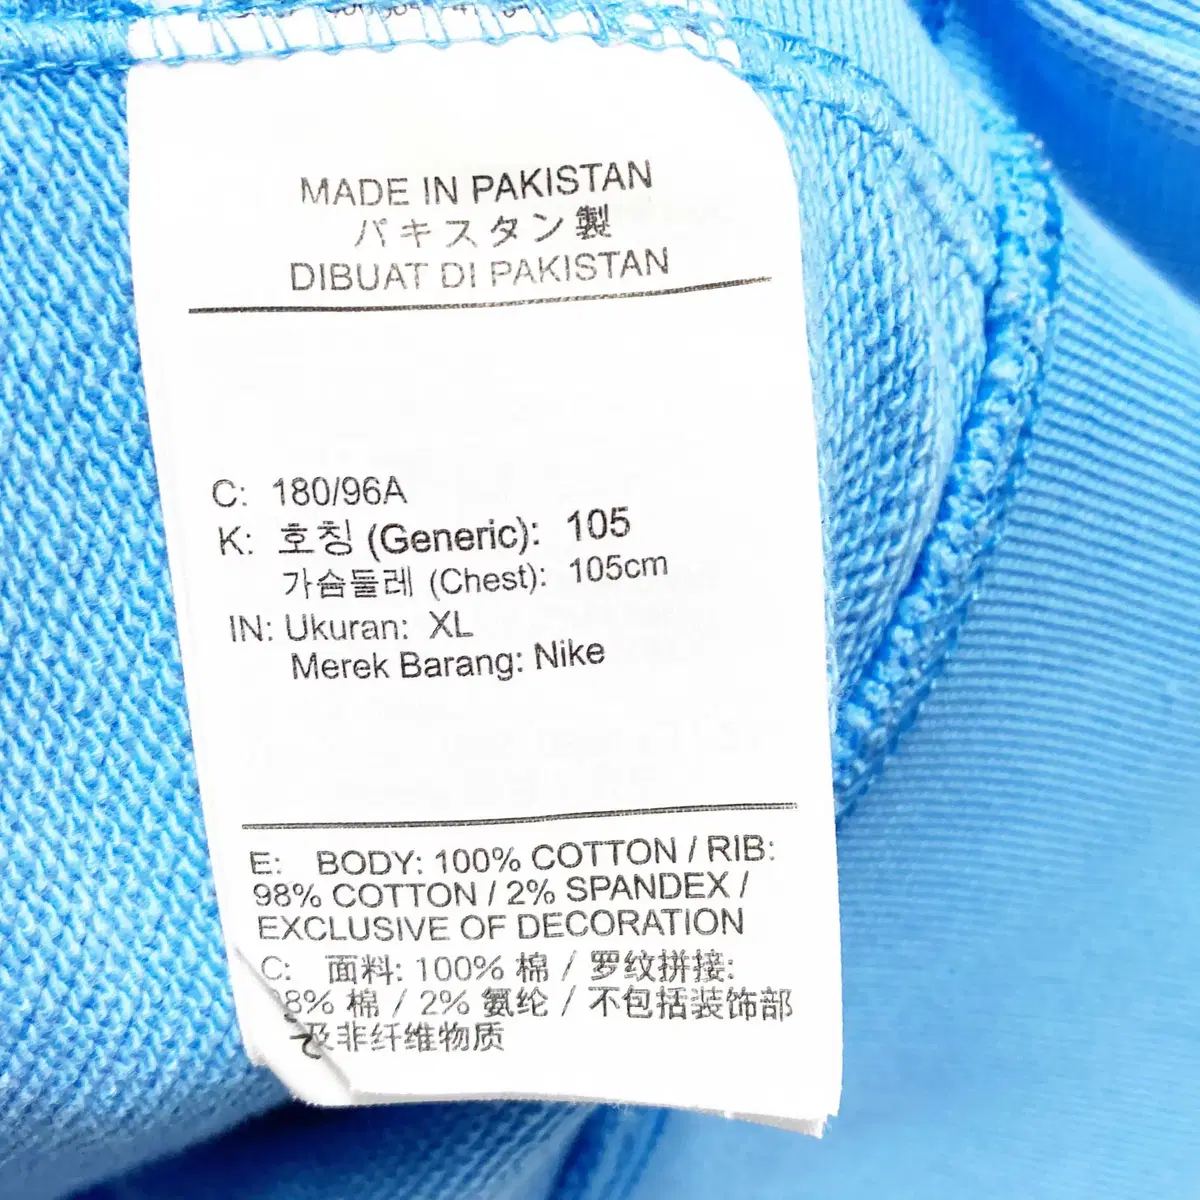 MADE IN PAKISTAN
パキスタン製
DIBUAT DI PAKISTAN
C: 180/96A
K: 호칭 (Generic): 105
가슴둘레 (Chest): 105cm
IN: Ukuran: XL
Merek Barang: Nike
E: BODY: 100% COTTON / RIB:
98% COTTON / 2% SPANDEX /
EXCLUSIVE OF DECORATION
C: 面料: 100% 棉 / 罗纹拼接:
98% 棉 / 2% 氨纶 / 不包括装饰部
及非纤维物质